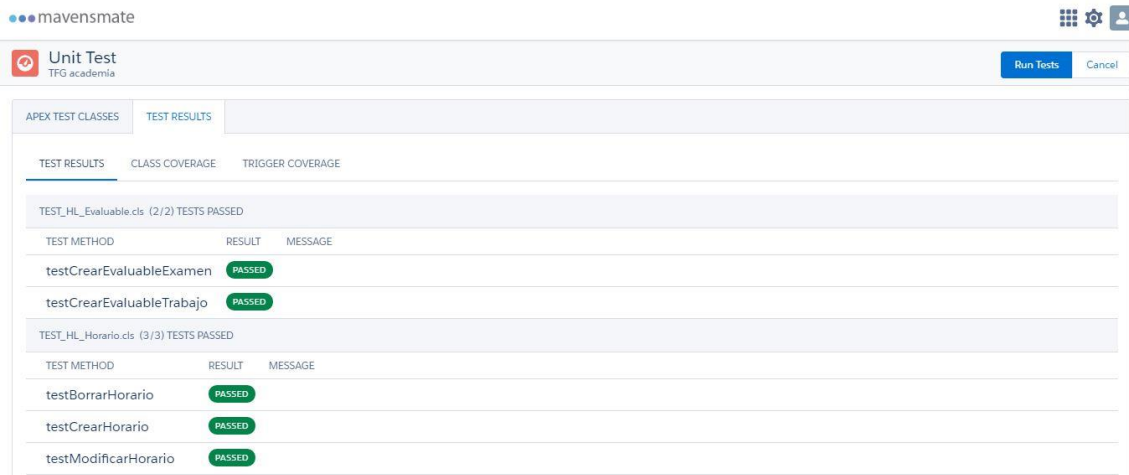 mavensmate
Unit Test
TFG academia
Run Tests
Cancel
APEX TEST CLASSES
TEST RESULTS
TEST RESULTS
CLASS COVERAGE
TRIGGER COVERAGE
TEST_HL_Evaluable.cls (2/2) TESTS PASSED
TEST METHOD RESULT MESSAGE
testCrearEvaluableExamen PASSED
testCrearEvaluableTrabajo PASSED
TEST_HL_Horario.cls (3/3) TESTS PASSED
TEST METHOD RESULT MESSAGE
testBorrarHorario PASSED
testCrearHorario PASSED
testModificarHorario PASSED